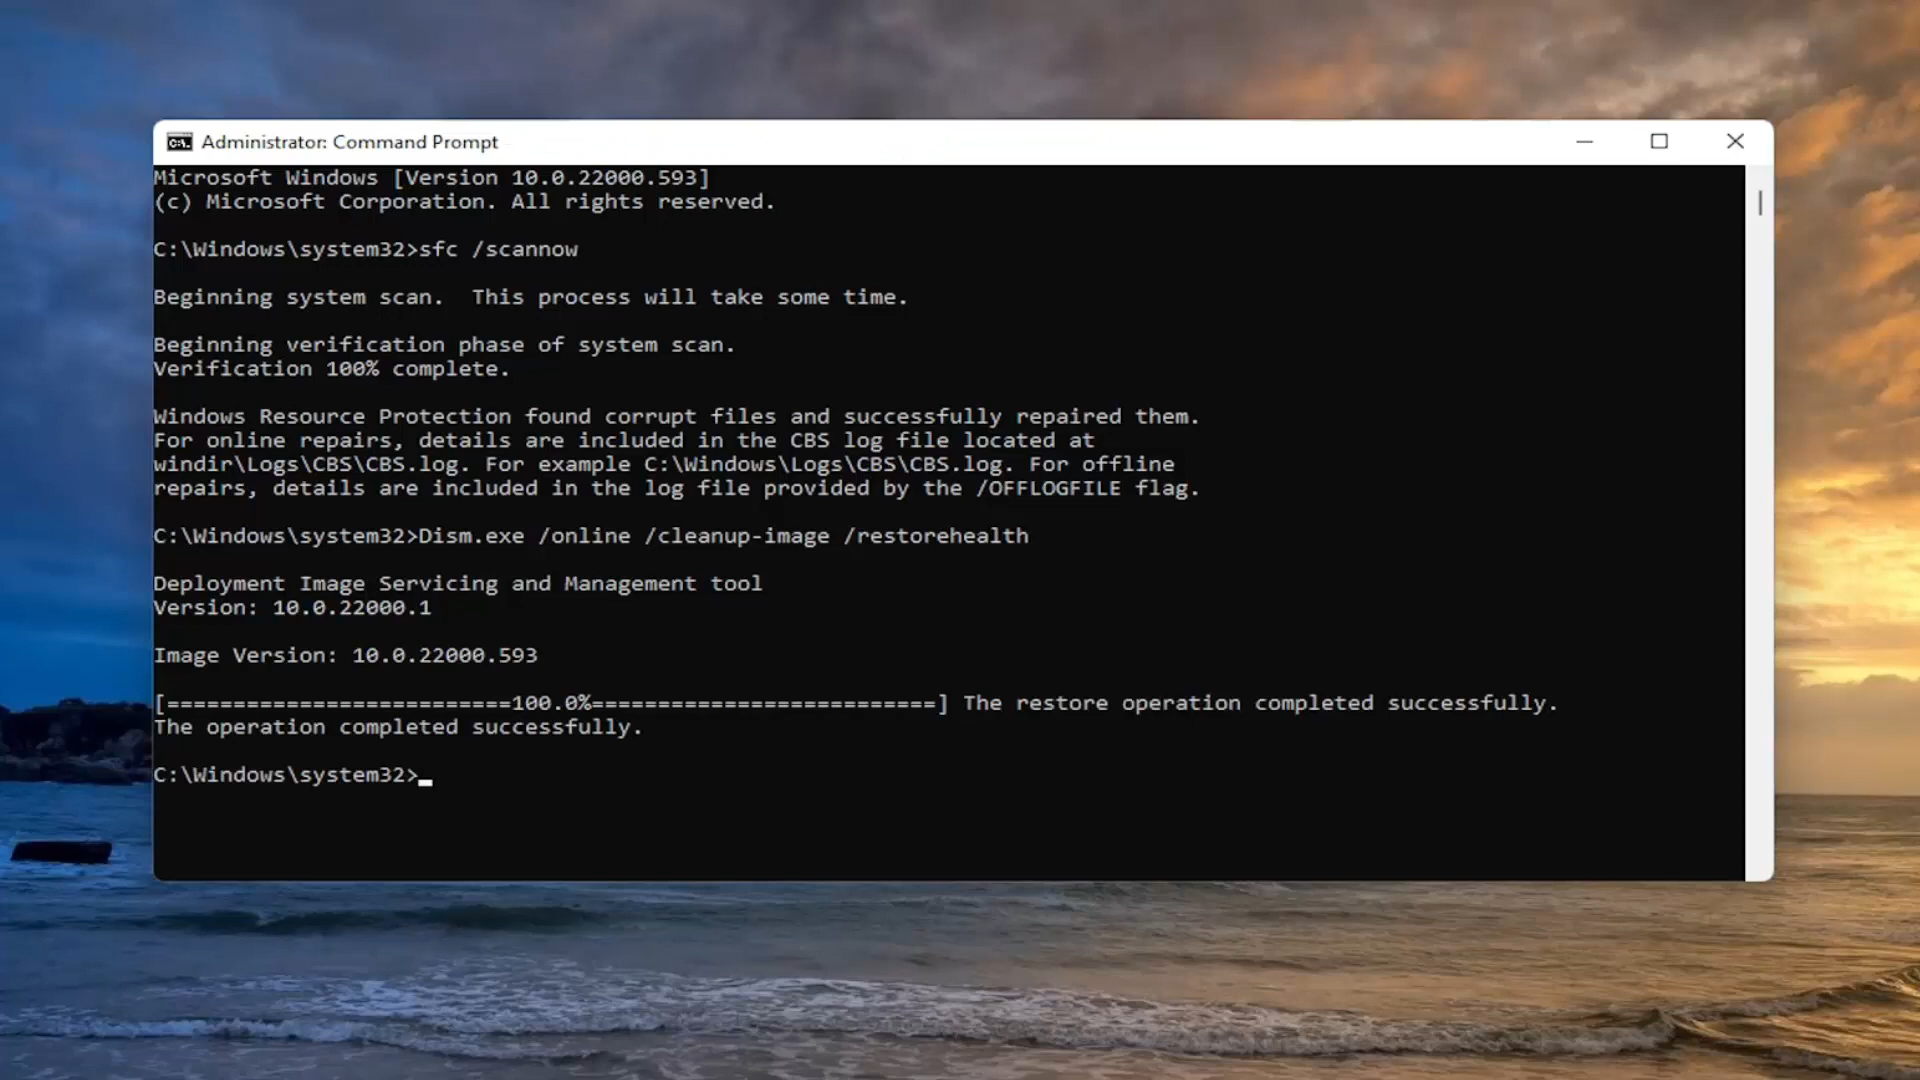 Administrator: Command Prompt
Microsoft Windows [Version 10.0.22000.593]
(c) Microsoft Corporation. All rights reserved.
C:\Windows\system32>sfc /scannow
Beginning system scan.  This process will take some time.
Beginning verification phase of system scan.
Verification 100% complete.
Windows Resource Protection found corrupt files and successfully repaired them.
For online repairs, details are included in the CBS log file located at
windir\Logs\CBS\CBS.log. For example C:\Windows\Logs\CBS\CBS.log. For offline
repairs, details are included in the log file provided by the /OFFLOGFILE flag.
C:\Windows\system32>Dism.exe /online /cleanup-image /restorehealth
Deployment Image Servicing and Management tool
Version: 10.0.22000.1
Image Version: 10.0.22000.593
[==========================100.0%==========================] The restore operation completed successfully.
The operation completed successfully.
C:\Windows\system32>